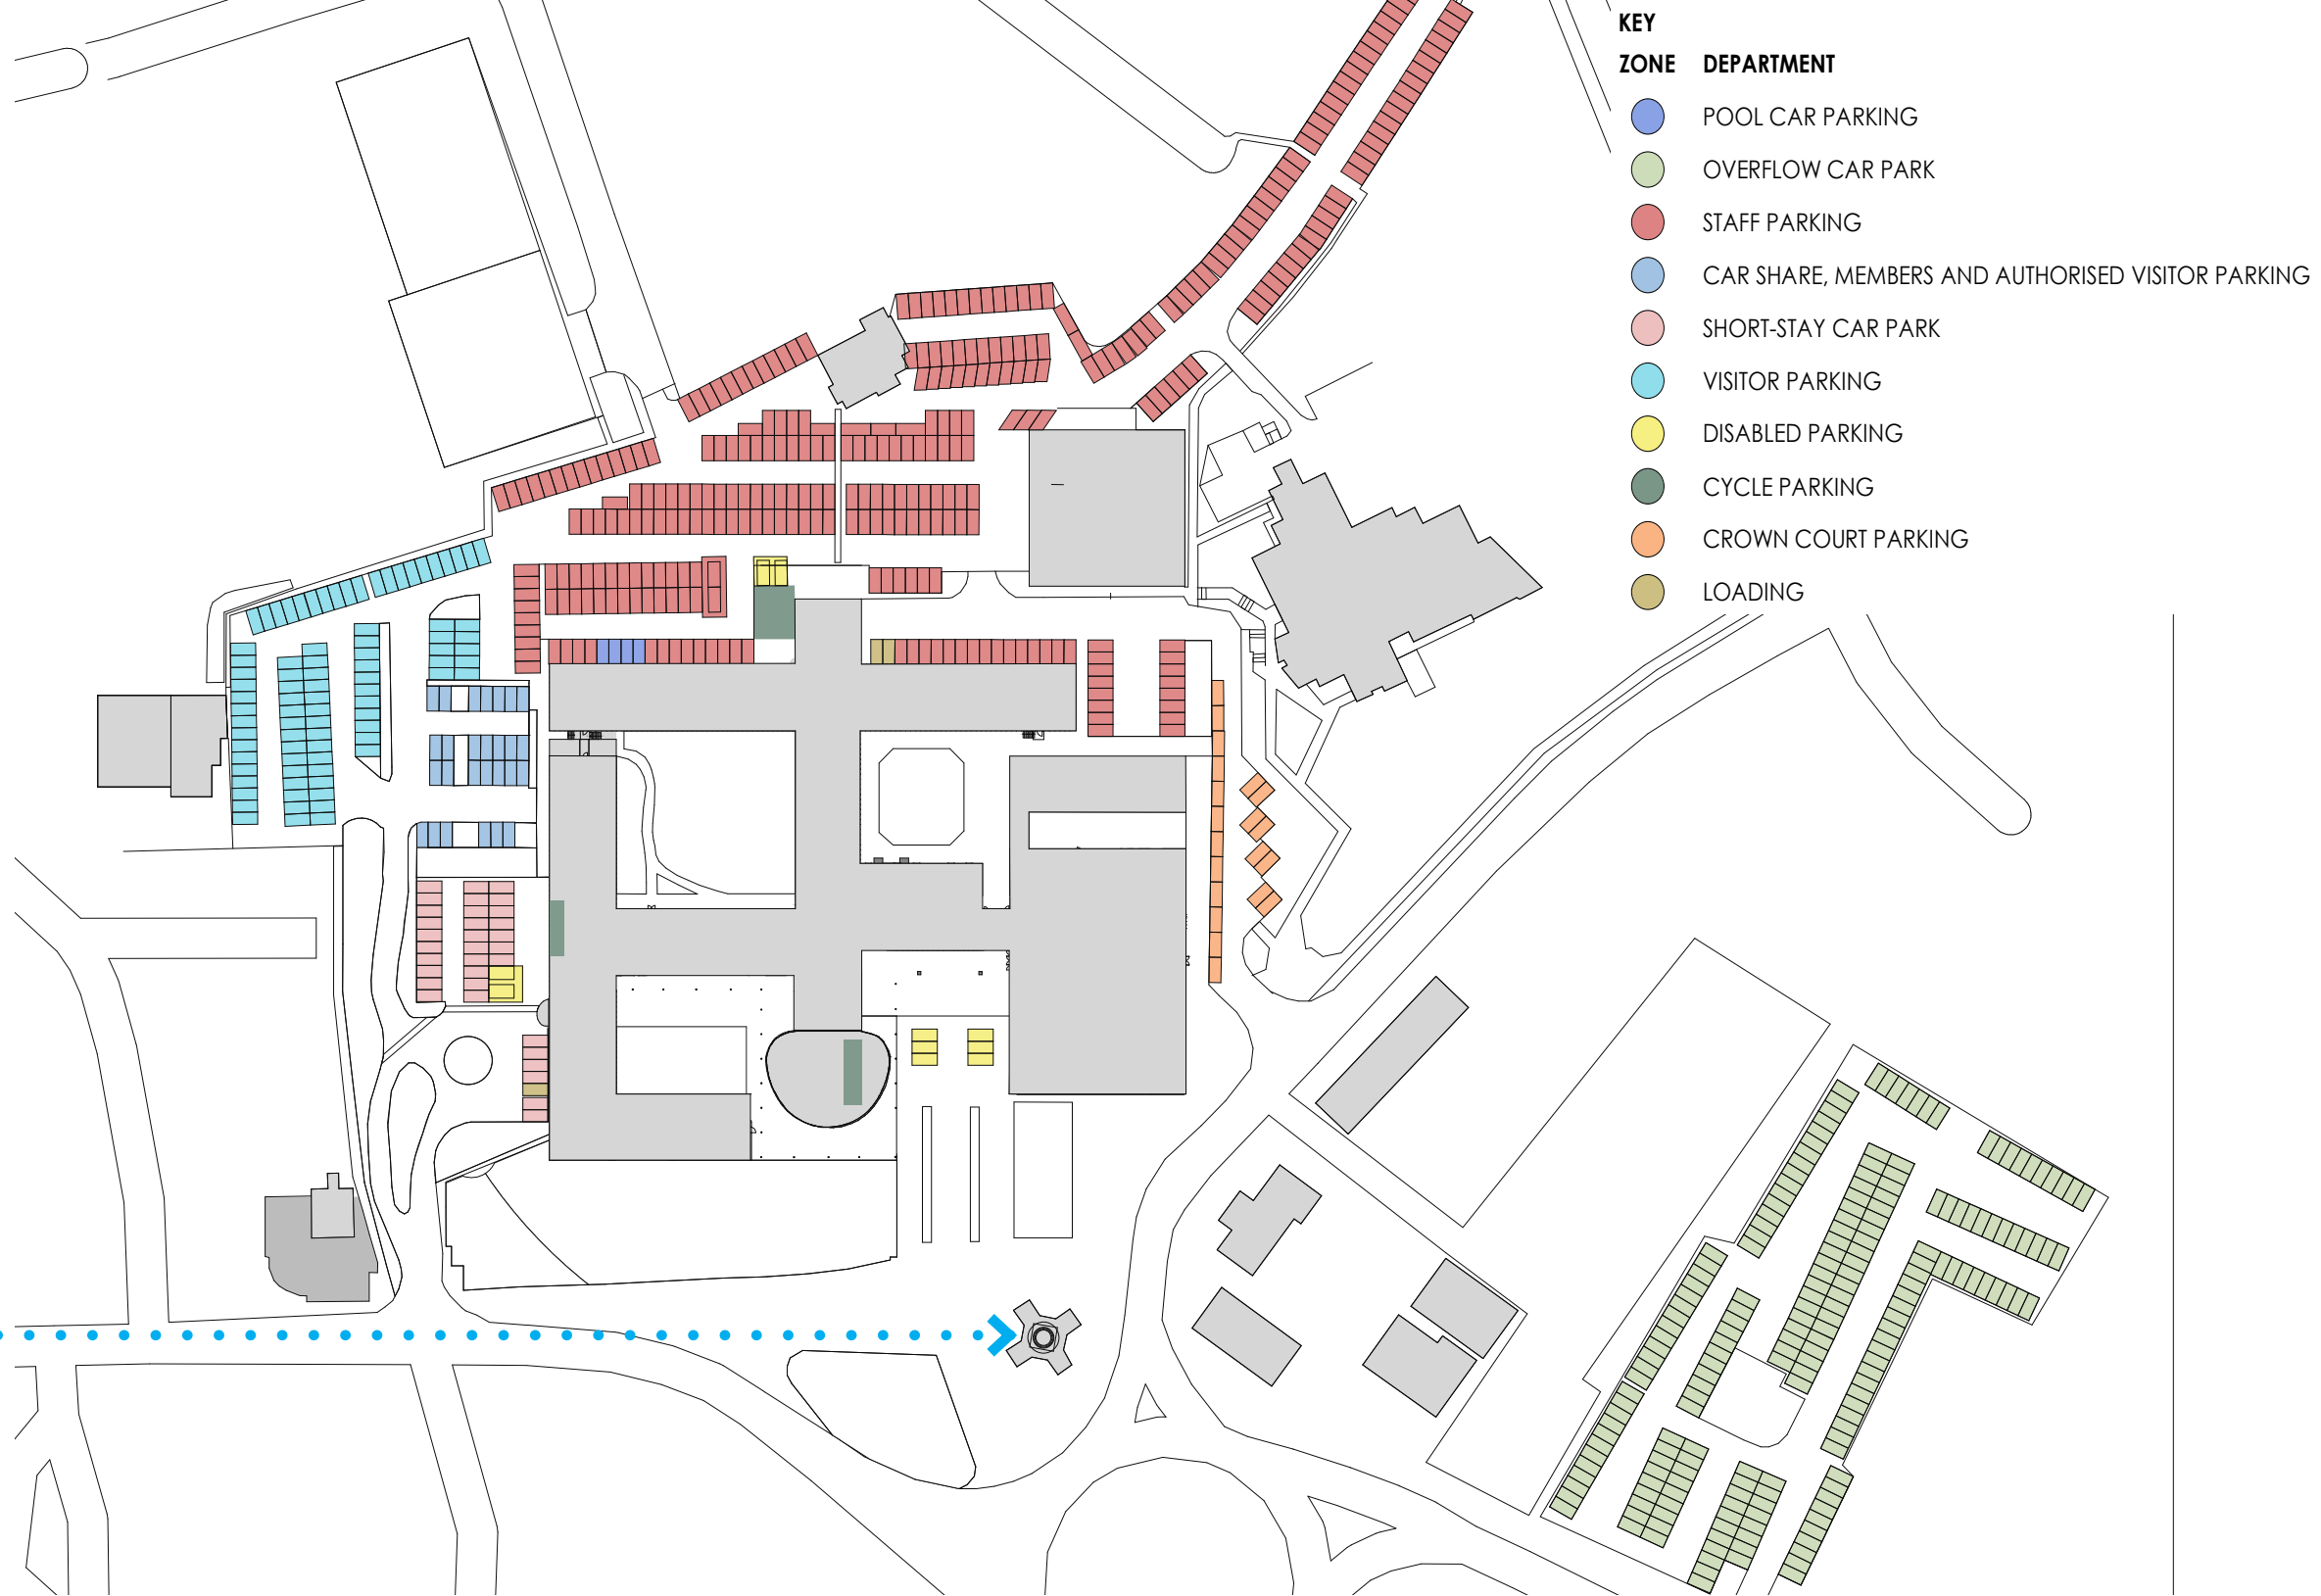 KEY
ZONE DEPARTMENT
POOL CAR PARKING
OVERFLOW CAR PARK
STAFF PARKING
CAR SHARE, MEMBERS AND AUTHORISED VISITOR PARKING
SHORT-STAY CAR PARK
VISITOR PARKING
DISABLED PARKING
CYCLE PARKING
CROWN COURT PARKING
LOADING